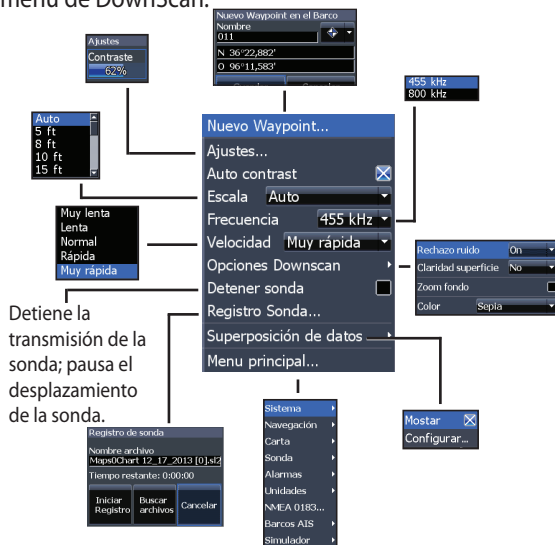 menú de DownScan.
Nuevo Waypoint en el Barco
Nombre
011
N 36°22,882'
O 96°11,583'
Ajustes
Contraste
62%
455 kHz
800 kHz
Auto
5 ft
8 ft
10 ft
15 ft
Nuevo Waypoint...
Ajustes...
Auto contrast
Escala Auto
Frecuencia 455 kHz
Velocidad Muy rápida
Opciones Downscan
Detener sonda
Registro Sonda...
Superposición de datos
Menu principal...
Muy lenta
Lenta
Normal
Rápida
Muy rápida
Rechazo ruido On
Claridad superficie No
Zoom fondo
Color Sepia
Detiene la
transmisión de la
sonda; pausa el
desplazamiento
de la sonda.
Registro de sonda
Nombre archivo
Maps0Chart 12_17_2013 [0].sl2
Tiempo restante: 0:00:00
Iniciar
Registro
Buscar
archivos
Cancelar
Sistema
Navegación
Carta
Sonda
Alarmas
Unidades
NMEA 0183...
Barcos AIS
Simulador
Mostar
Configurar...